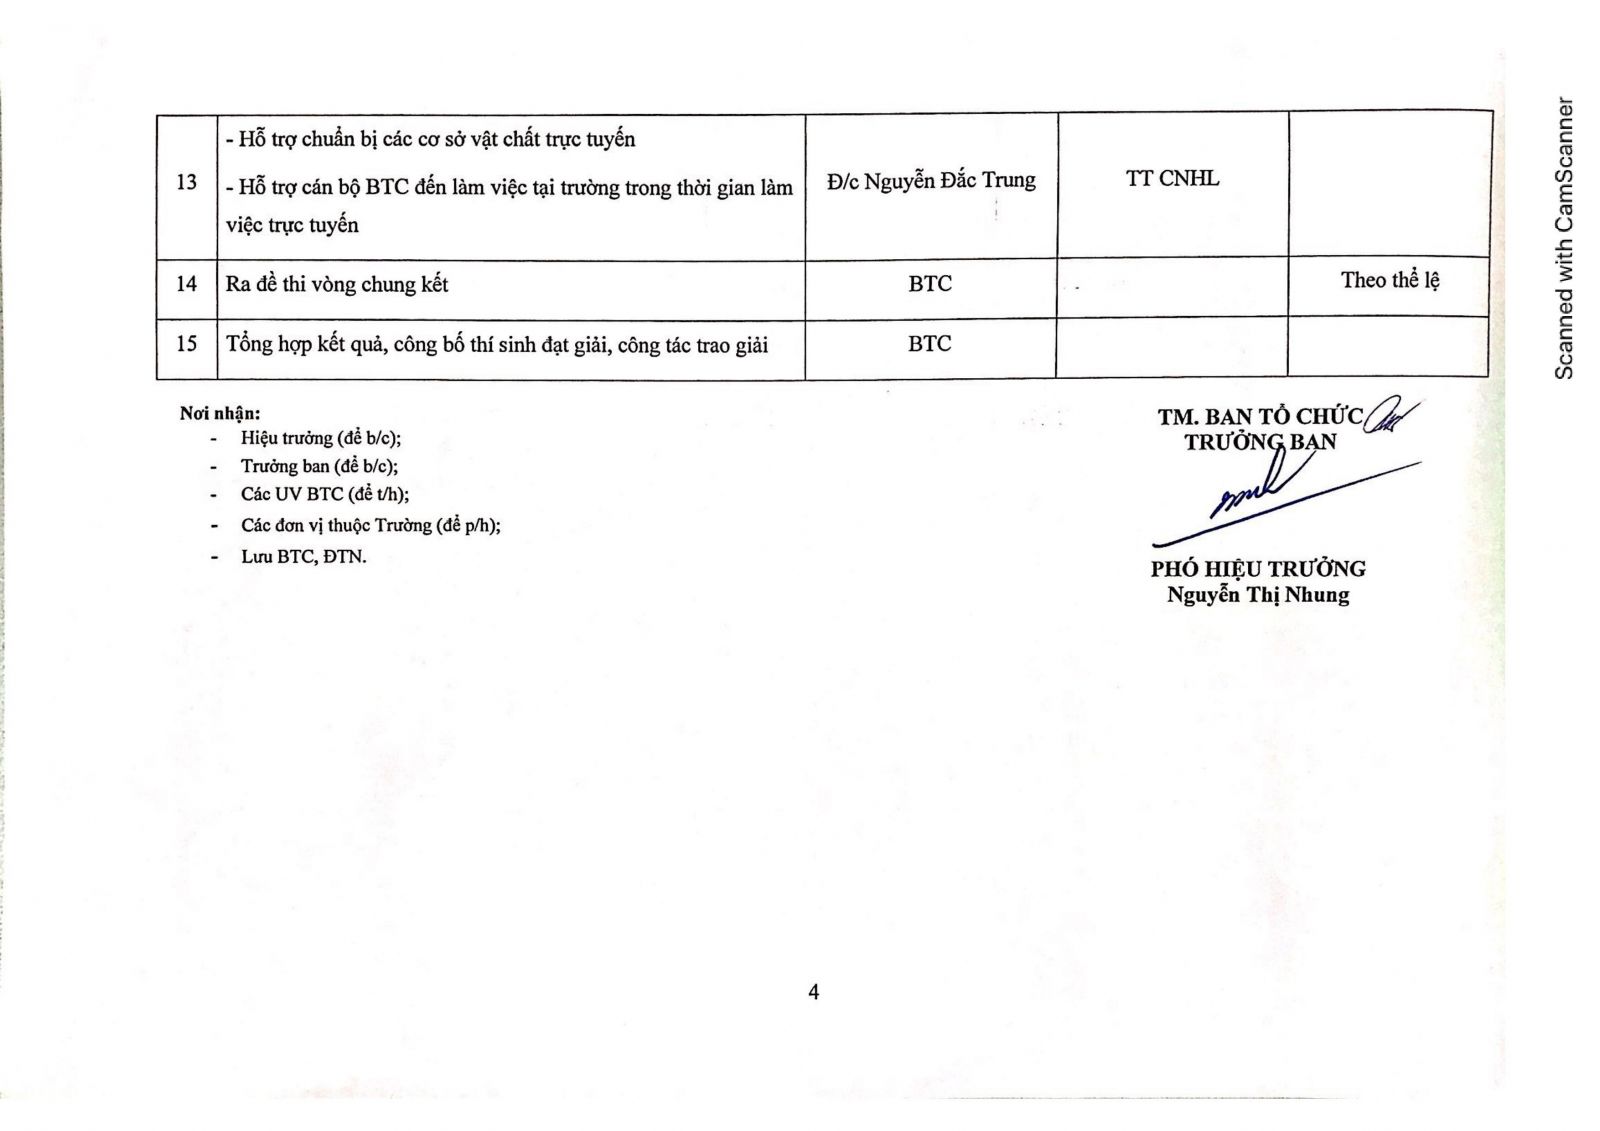 - Hỗ trợ chuẩn bị các cơ sở vật chất trực tuyến
13
- Hỗ trợ cán bộ BTC đến làm việc tại trường trong thời gian làm
việc trực tuyến
Đ/c Nguyễn Đắc Trung
TT CNHL
14
Ra đề thi vòng chung kết
BTC
Theo thể lệ
15
Tổng hợp kết quả, công bố thí sinh đạt giải, công tác trao giải
BTC
Nơi nhận:
- Hiệu trưởng (để b/c);
- Trưởng ban (để b/c);
- Các UV BTC (để t/h);
- Các đơn vị thuộc Trường (để p/h);
- Lưu BTC, ĐTN.
TM. BAN TỔ CHỨC
TRƯỞNG BAN
PHÓ HIỆU TRƯỞNG
Nguyễn Thị Nhung
4
Scanned with CamScanner